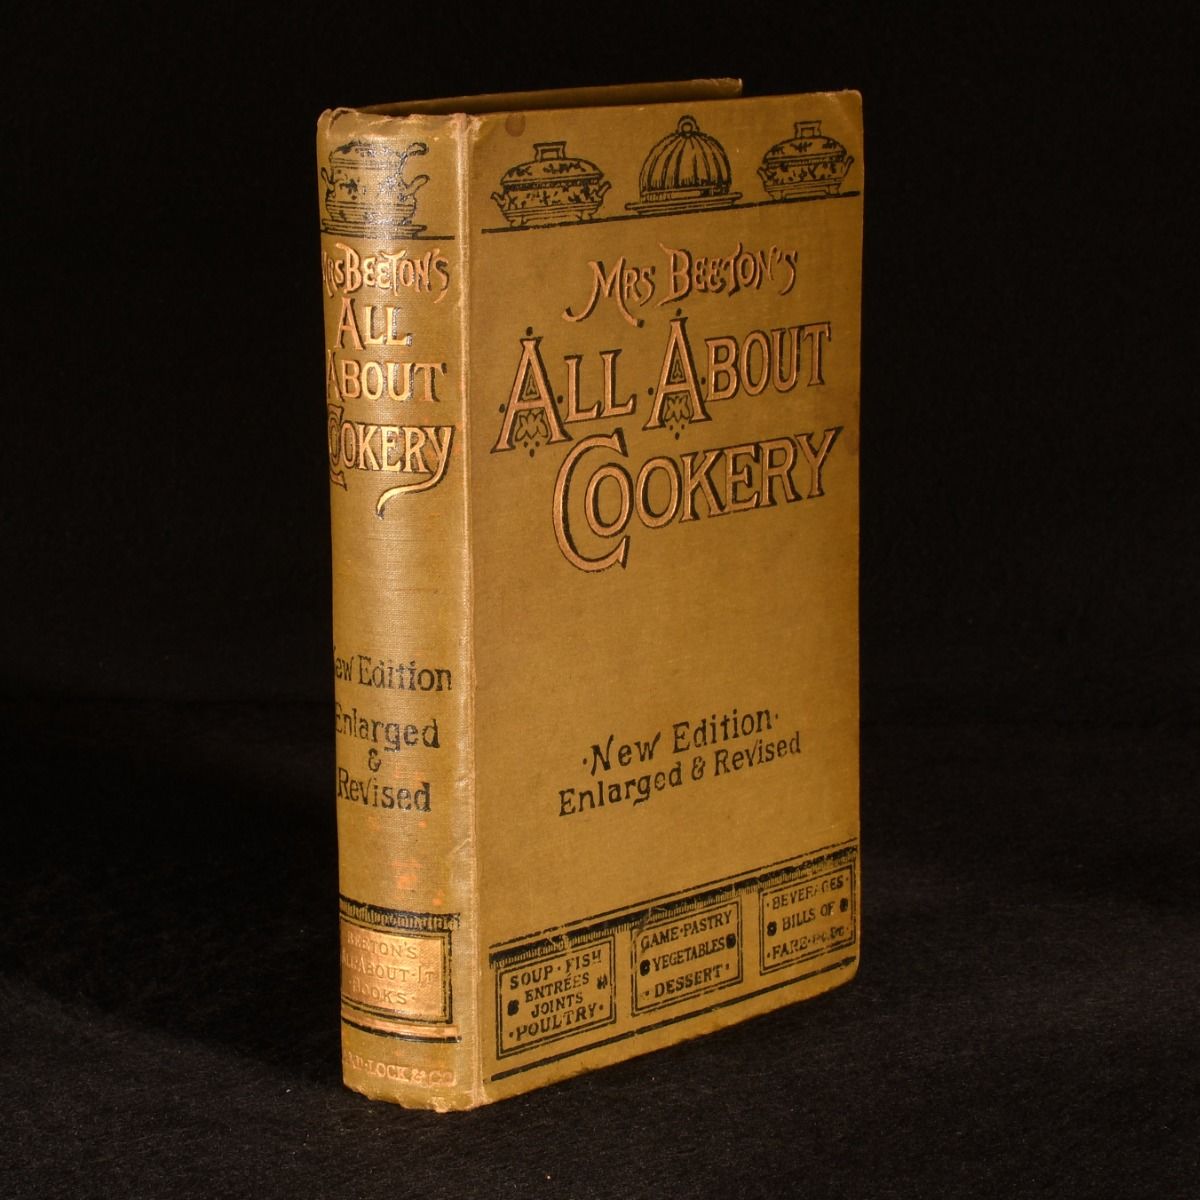 MRS BEETON'S
ALL
ABOUT
COOKERY
New Edition
Enlarged
&
Revised
BEETON'S
ALL·ABOUT·IT
·BOOKS·
LOCK & CO
MRS BEETON'S
ALL·ABOUT
COOKERY
·New Edition·
Enlarged & Revised
SOUP·FISH
ENTRÉES
JOINTS
·POULTRY·
GAME·PASTRY
VEGETABLES
·DESSERT·
·BEVERAGES·
BILLS OF
·FARE·